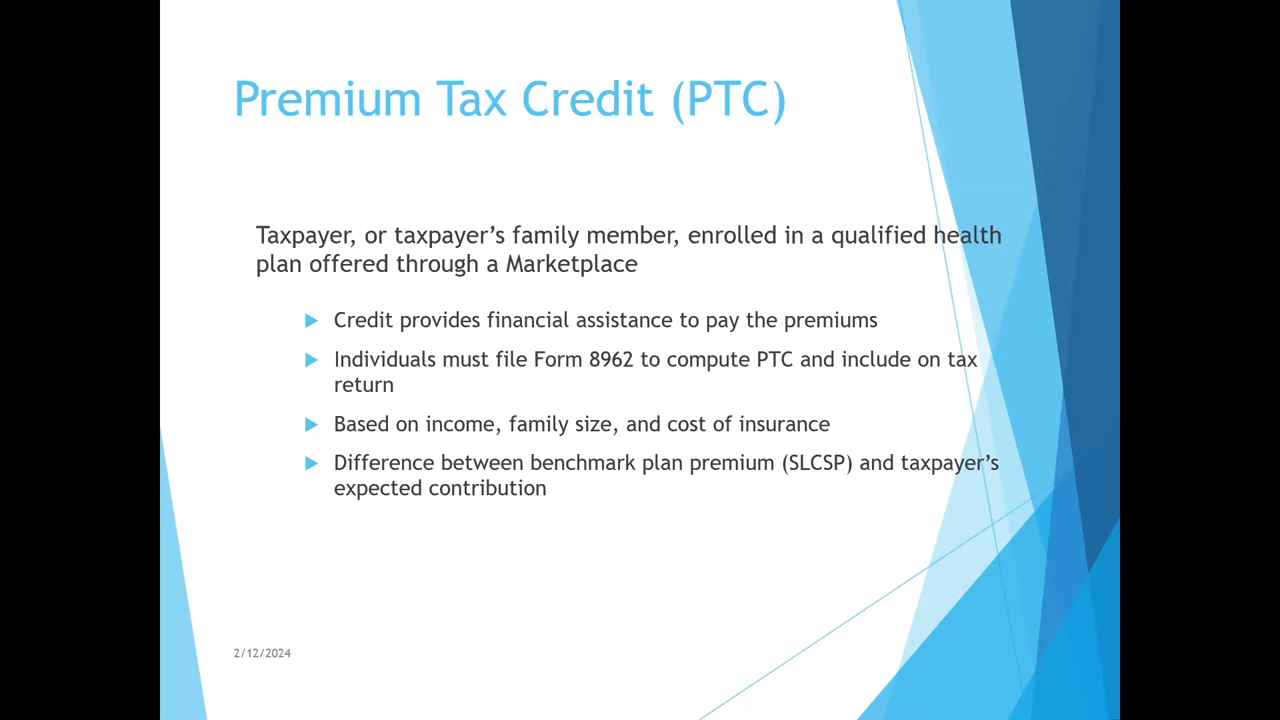 Premium Tax Credit (PTC)
Taxpayer, or taxpayer’s family member, enrolled in a qualified health
plan offered through a Marketplace
Credit provides financial assistance to pay the premiums
Individuals must file Form 8962 to compute PTC and include on tax
return
Based on income, family size, and cost of insurance
Difference between benchmark plan premium (SLCSP) and taxpayer’s
expected contribution
2/12/2024